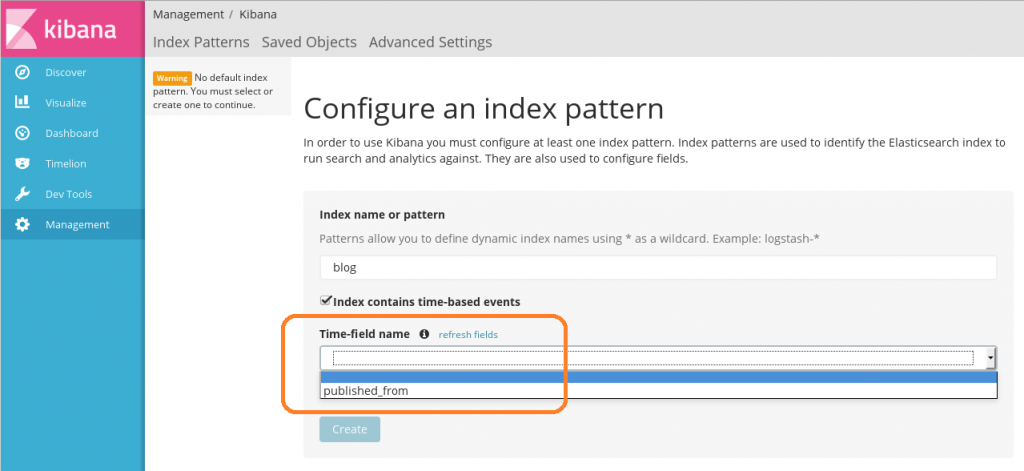 kibana
Discover
Visualize
Dashboard
Timelion
Dev Tools
Management
Management / Kibana
Index Patterns Saved Objects Advanced Settings
Warning No default index
pattern. You must select or
create one to continue.
Configure an index pattern
In order to use Kibana you must configure at least one index pattern. Index patterns are used to identify the Elasticsearch index to
run search and analytics against. They are also used to configure fields.
Index name or pattern
Patterns allow you to define dynamic index names using * as a wildcard. Example: logstash-*
blog
Index contains time-based events
Time-field name refresh fields
published_from
Create